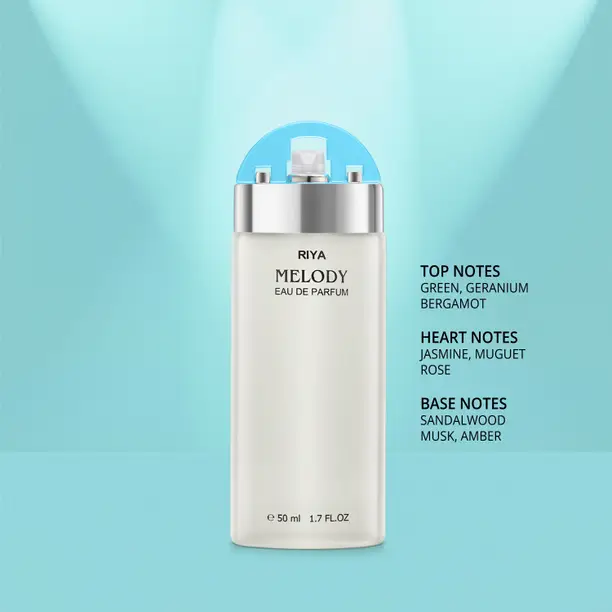 RIYA
MELODY
EAU DE PARFUM
℮ 50 ml 1.7 FL.OZ
TOP NOTES
GREEN, GERANIUM
BERGAMOT
HEART NOTES
JASMINE, MUGUET
ROSE
BASE NOTES
SANDALWOOD
MUSK, AMBER